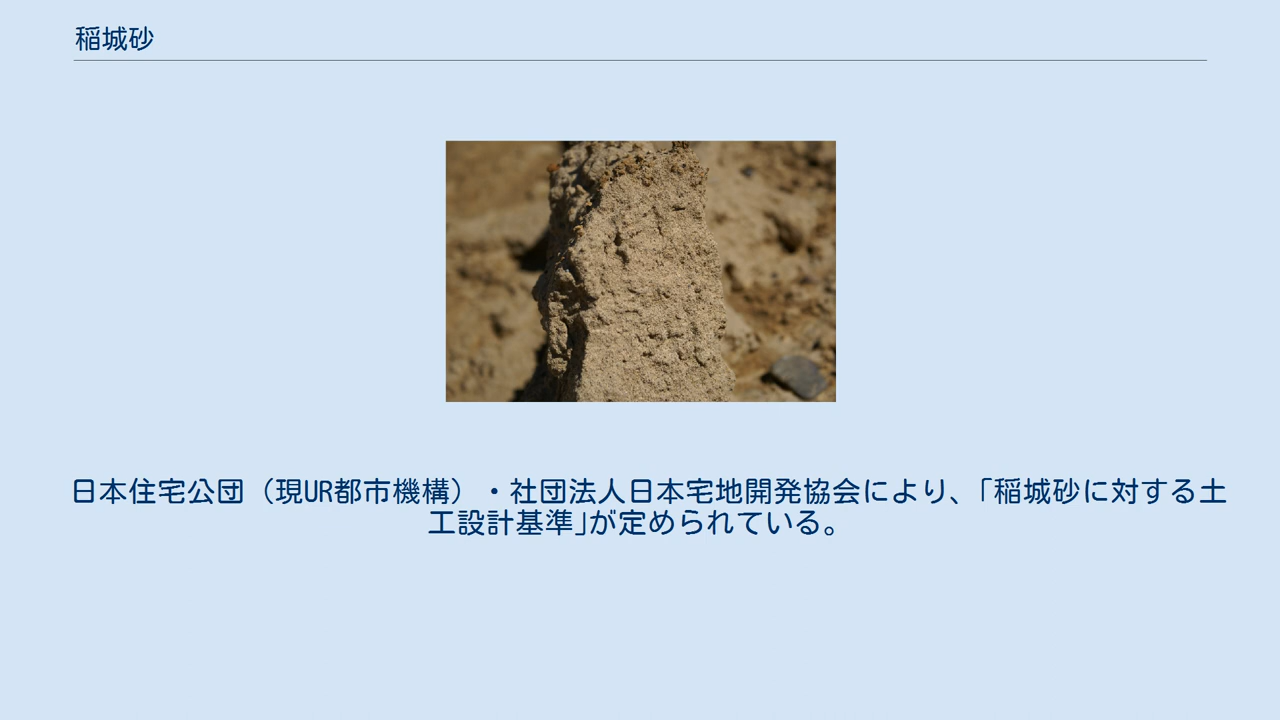 稲城砂
日本住宅公団（現UR都市機構）・社団法人日本宅地開発協会により、｢稲城砂に対する土
工設計基準｣が定められている。